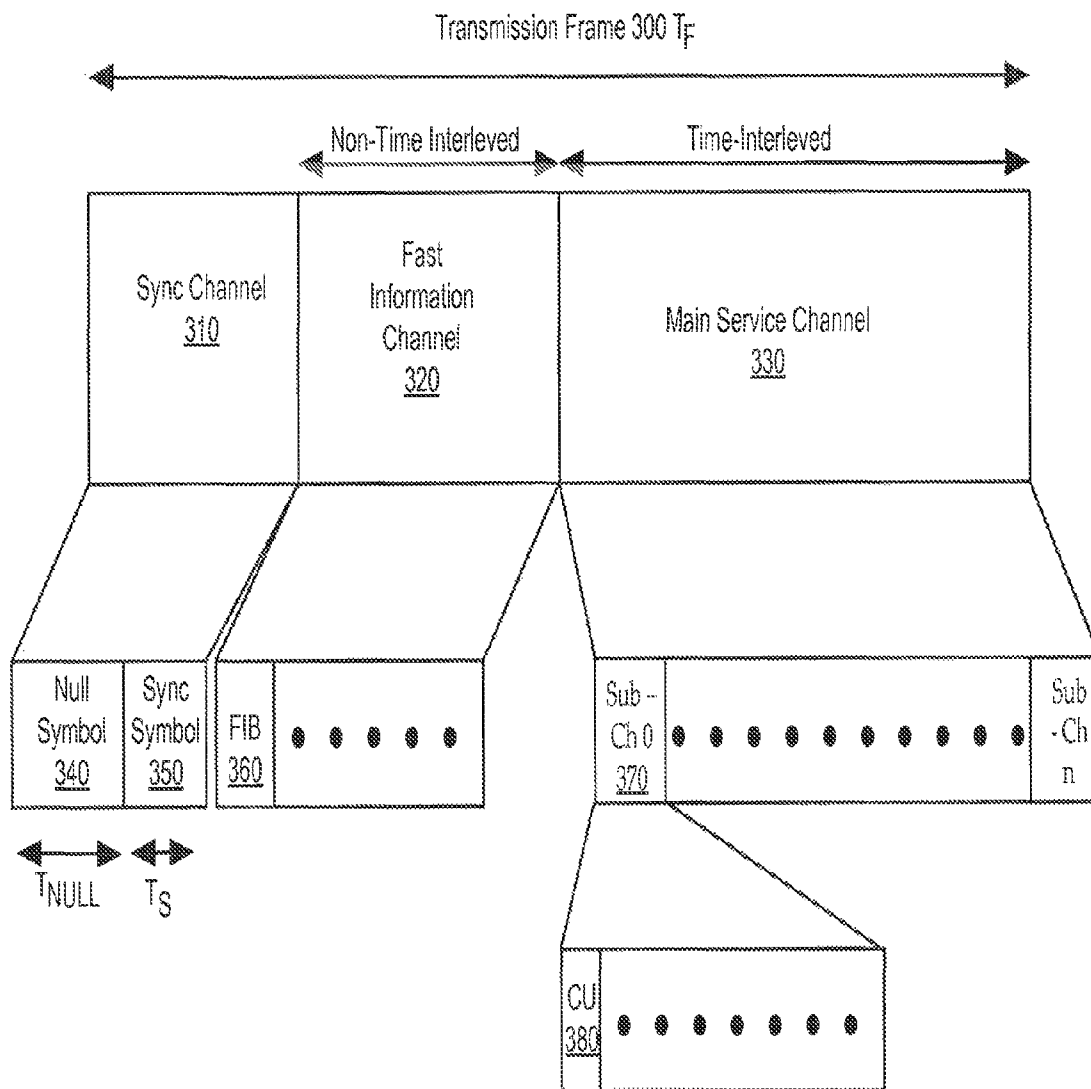 Transmission Frame 300 TF
Non-Time Interleved
Time-Interleved
Sync Channel
310
Fast
Information
Channel
320
Main Service Channel
330
Null
Symbol
340
Sync
Symbol
350
FIB
360
Sub -
Ch 0
370
Sub
- Ch
n
TNULL
TS
CU
380